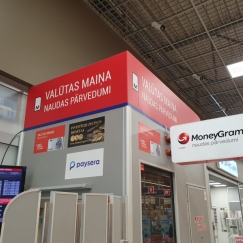 VALŪTAS MAIŅA
NAUDAS PĀRVEDUMI
VALŪTAS MAIŅA
NAUDAS PĀRVEDUMI
paysera
MoneyGram
naudas pārvedumi